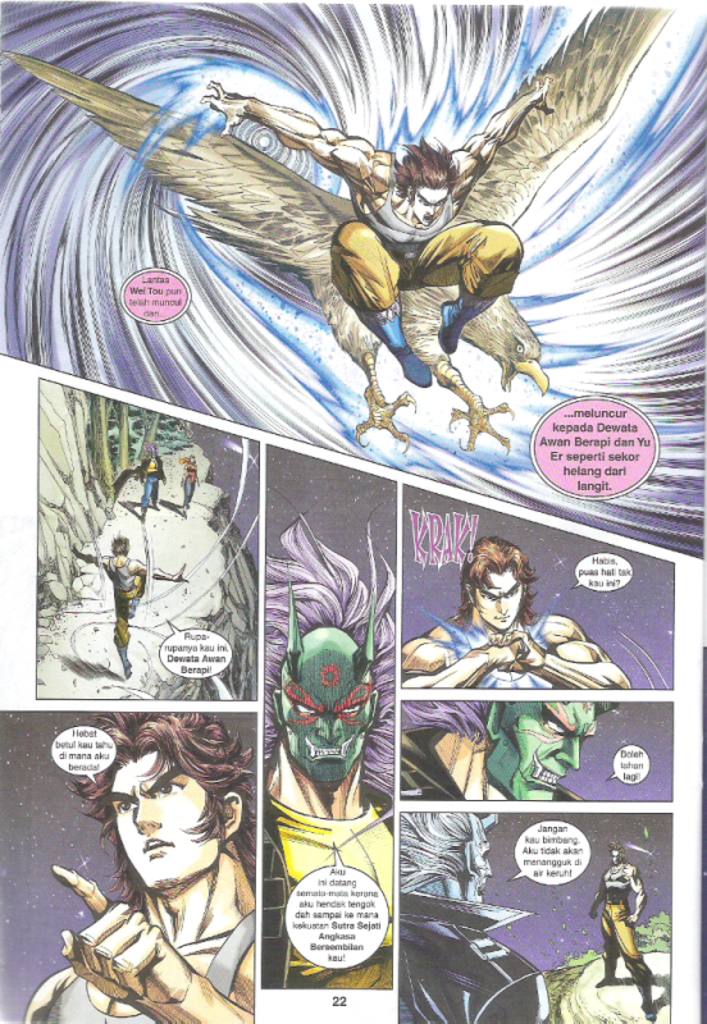 Lantas
Wei Tou pun
telah muncul
dan...
...meluncur
kepada Dewata
Awan Berapi dan Yu
Er seperti sekor
helang dari
langit.
Rupa-
rupanya kau ini,
Dewata Awan
Berapi!
KRAK!
Habis,
puas hati tak
kau ini?
Hebat
betul kau tahu
di mana aku
berada!
Aku
ini datang
semata-mata kerana
aku hendak tengok
dah sampai ke mana
kekuatan Sutra Sejati
Angkasa
Bersembilan
kau!
Boleh
tahan
lagi!
Jangan
kau bimbang.
Aku tidak akan
menangguk di
air keruh!
22